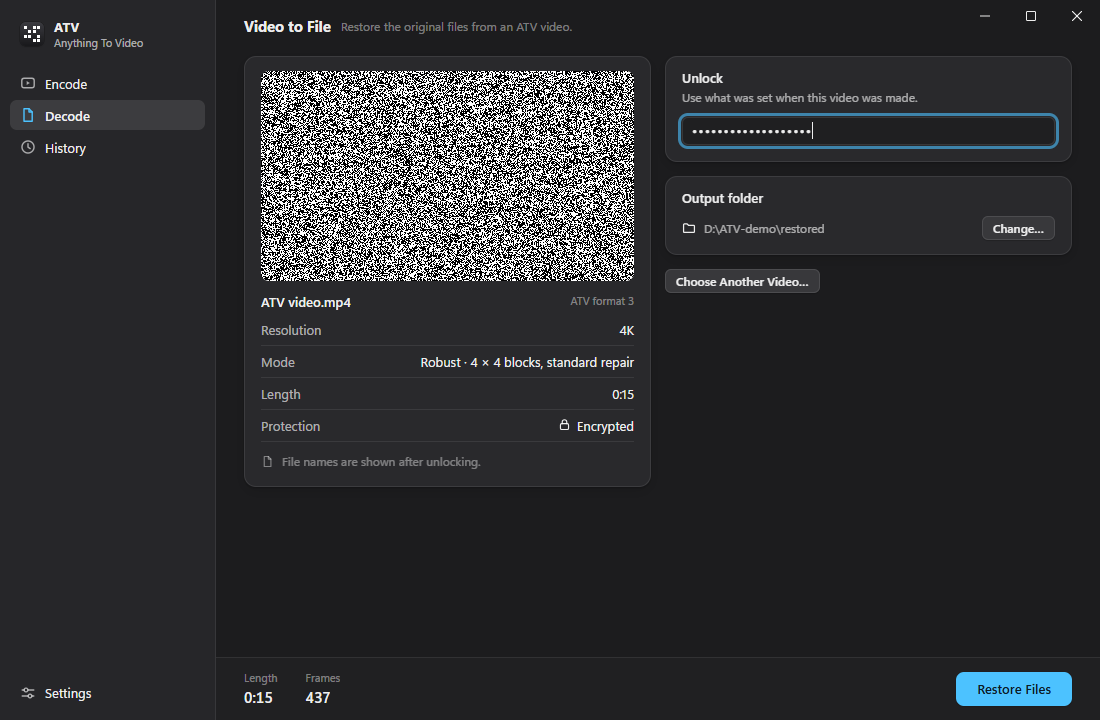 ATV
Anything To Video
Encode
Decode
History
Settings
Video to File
Restore the original files from an ATV video.
ATV video.mp4
ATV format 3
Resolution
4K
Mode
Robust · 4 × 4 blocks, standard repair
Length
0:15
Protection
Encrypted
File names are shown after unlocking.
Unlock
Use what was set when this video was made.
•••••••••••••••••••
Output folder
D:\ATV-demo\restored
Change...
Choose Another Video...
Length
0:15
Frames
437
Restore Files